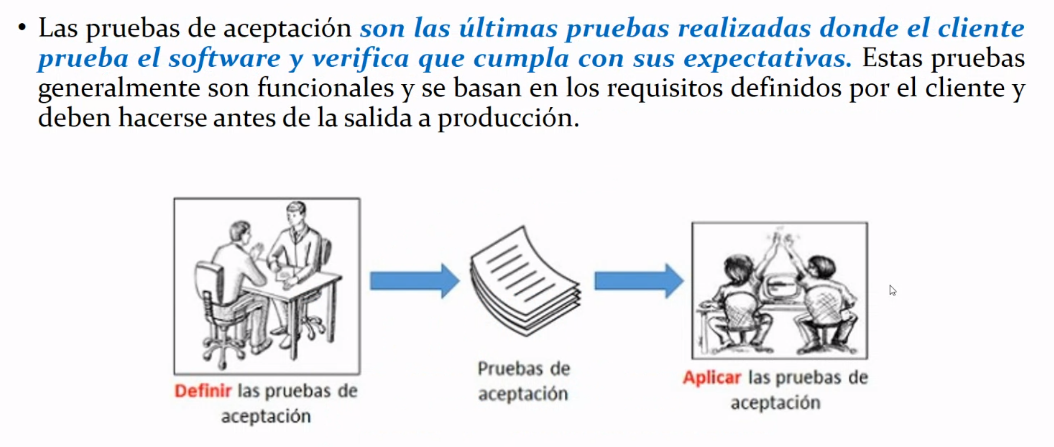 • Las pruebas de aceptación son las últimas pruebas realizadas donde el cliente
prueba el software y verifica que cumpla con sus expectativas. Estas pruebas
generalmente son funcionales y se basan en los requisitos definidos por el cliente y
deben hacerse antes de la salida a producción.
Definir las pruebas de
aceptación
Pruebas de
aceptación
Aplicar las pruebas de
aceptación